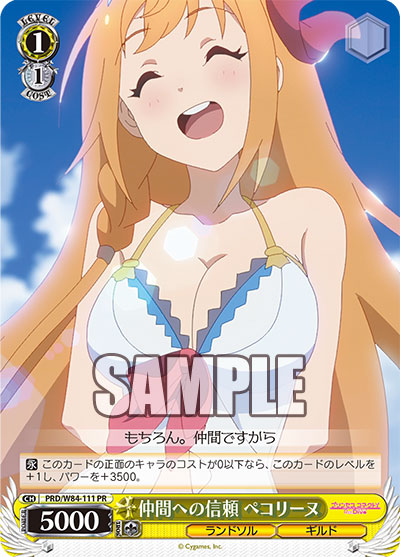 LEVEL
1
1
COST
SAMPLE
もちろん。仲間ですから
永 このカードの正面のキャラのコストが0以下なら、このカードのレベルを
+1し、パワーを+3500。
CH PRD/W84-111 PR
5000
仲間への信頼 ペコリーヌ
ランドソル ギルド
© Cygames, Inc.